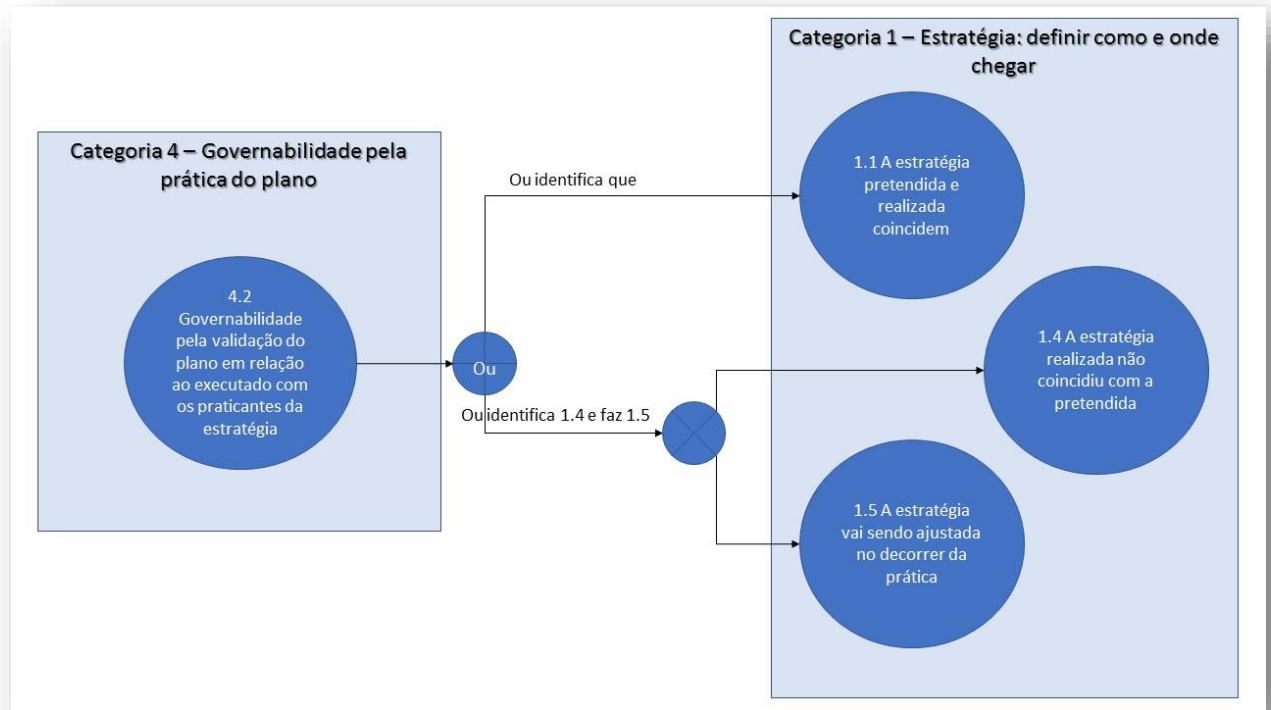 Categoria 4 – Governabilidade pela
prática do plano
4.2
Governabilidade
pela validação do
plano em relação
ao executado com
os praticantes da
estratégia
Ou
Ou identifica que
Ou identifica 1.4 e faz 1.5
Categoria 1 – Estratégia: definir como e onde
chegar
1.1 A estratégia
pretendida e
realizada
coincidem
1.4 A estratégia
realizada não
coincidiu com a
pretendida
1.5 A estratégia
vai sendo ajustada
no decorrer da
prática